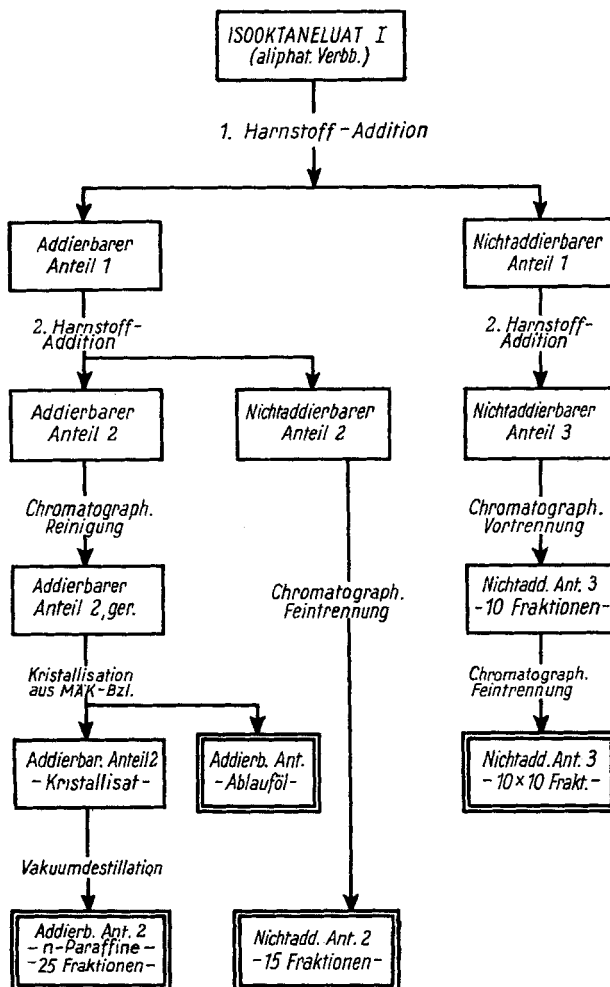 ISOOKTANELUAT I
(aliphat. Verbb.)
1. Harnstoff-Addition
Addierbarer
Anteil 1
Nichtaddierbarer
Anteil 1
2. Harnstoff-
Addition
2. Harnstoff-
Addition
Addierbarer
Anteil 2
Nichtaddierbarer
Anteil 2
Nichtaddierbarer
Anteil 3
Chromatograph.
Reinigung
Chromatograph.
Vortrennung
Addierbarer
Anteil 2, ger.
Chromatograph.
Feintrennung
Nichtadd. Ant. 3
-10 Fraktionen-
Kristallisation
aus MÄK-Bzl.
Chromatograph.
Feintrennung
Addierbar. Anteil 2
-Kristallisat-
Addierb. Ant.
-Ablauföl-
Nichtadd. Ant. 3
-10×10 Frakt.-
Vakuumdestillation
Addierb. Ant. 2
-n-Paraffine-
-25 Fraktionen-
Nichtadd. Ant. 2
-15 Fraktionen-